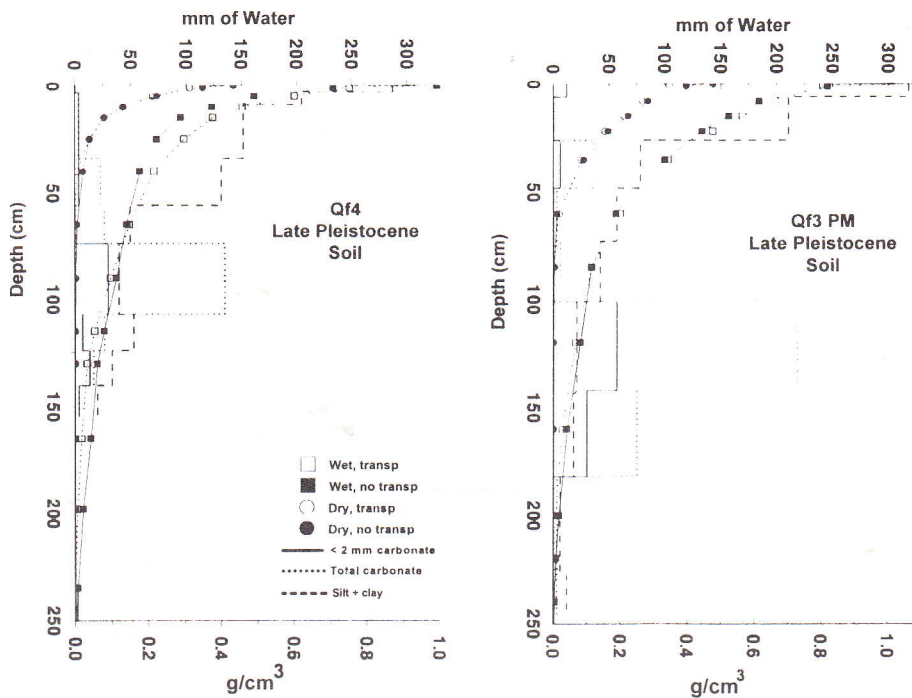 mm of Water
0 50 100 150 200 250 300
0
50
100
150
200
250
Depth (cm)
Qf4
Late Pleistocene
Soil
Wet, transp
Wet, no transp
Dry, transp
Dry, no transp
< 2 mm carbonate
Total carbonate
Silt + clay
0.0 0.2 0.4 0.6 0.8 1.0
g/cm³
mm of Water
0 50 100 150 200 250 300
0
50
100
150
200
250
Depth (cm)
Qf3 PM
Late Pleistocene
Soil
0.0 0.2 0.4 0.6 0.8 1.0
g/cm³